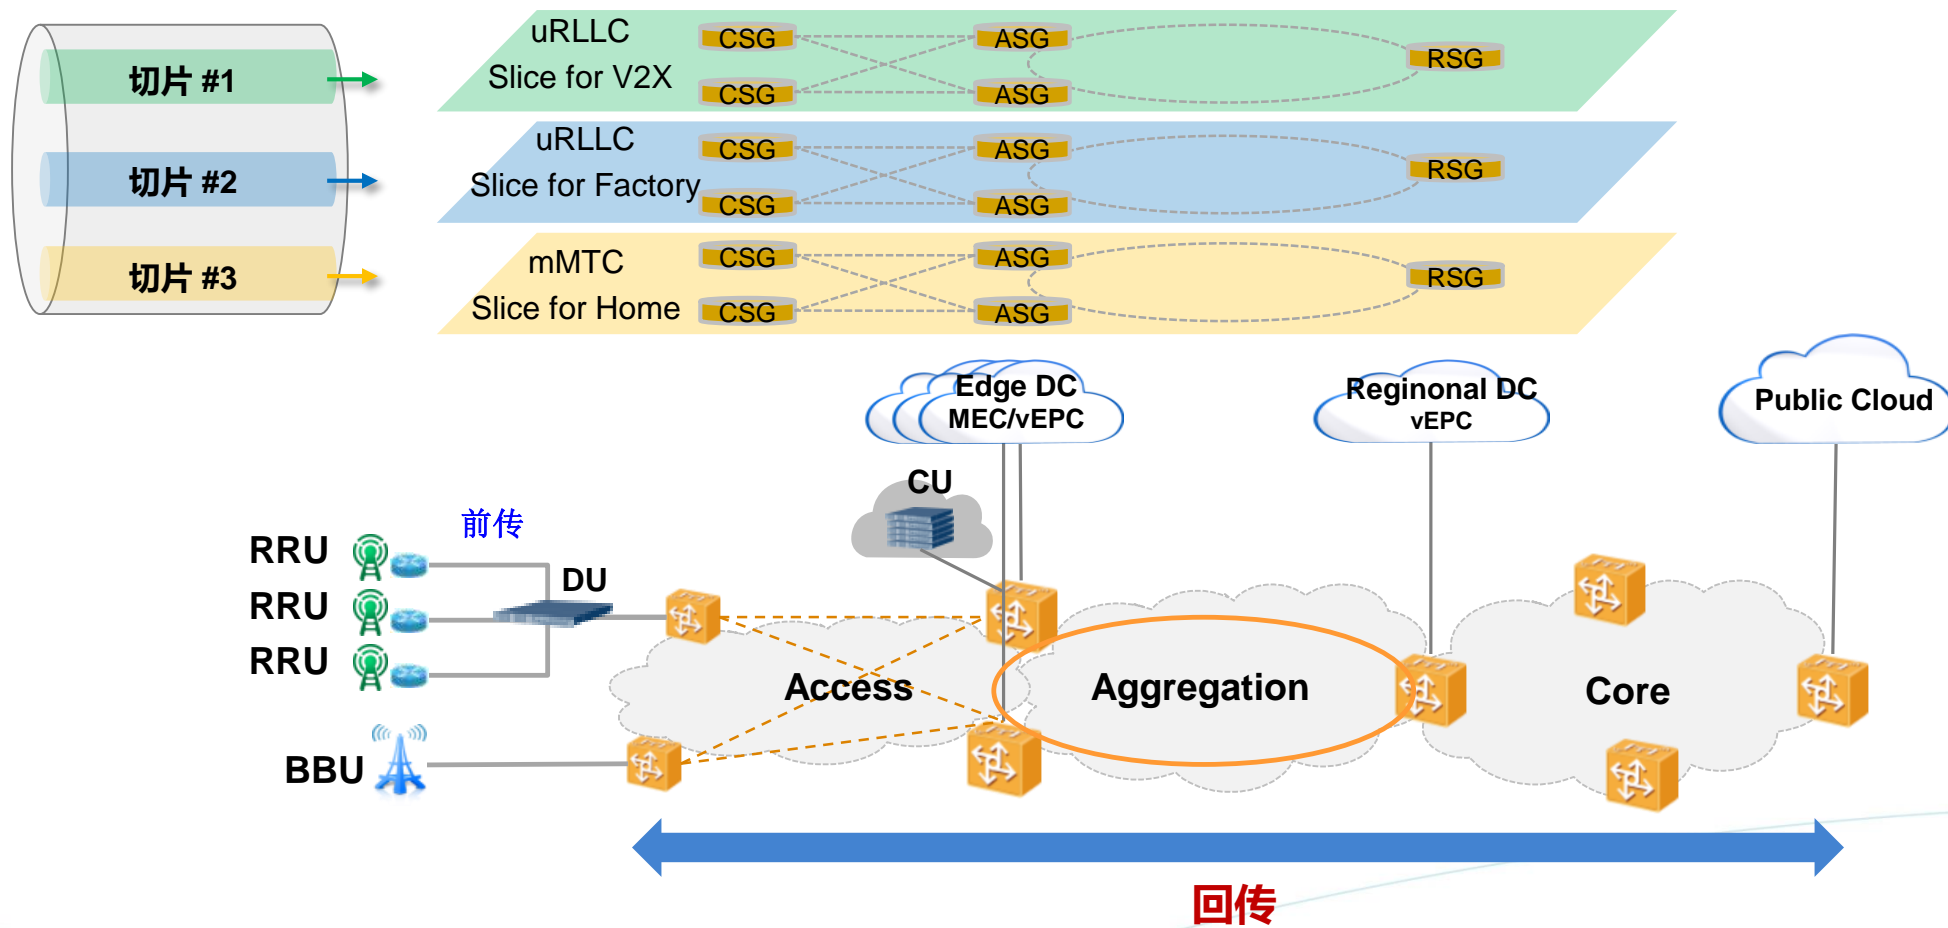 切片 #1
切片 #2
切片 #3
uRLLC
Slice for V2X
CSG
ASG
RSG
CSG
ASG
uRLLC
Slice for Factory
CSG
ASG
RSG
CSG
ASG
mMTC
Slice for Home
CSG
ASG
RSG
CSG
ASG
Edge DC
MEC/vEPC
Reginonal DC
vEPC
Public Cloud
CU
前传
RRU
DU
RRU
RRU
BBU
Access
Aggregation
Core
回传